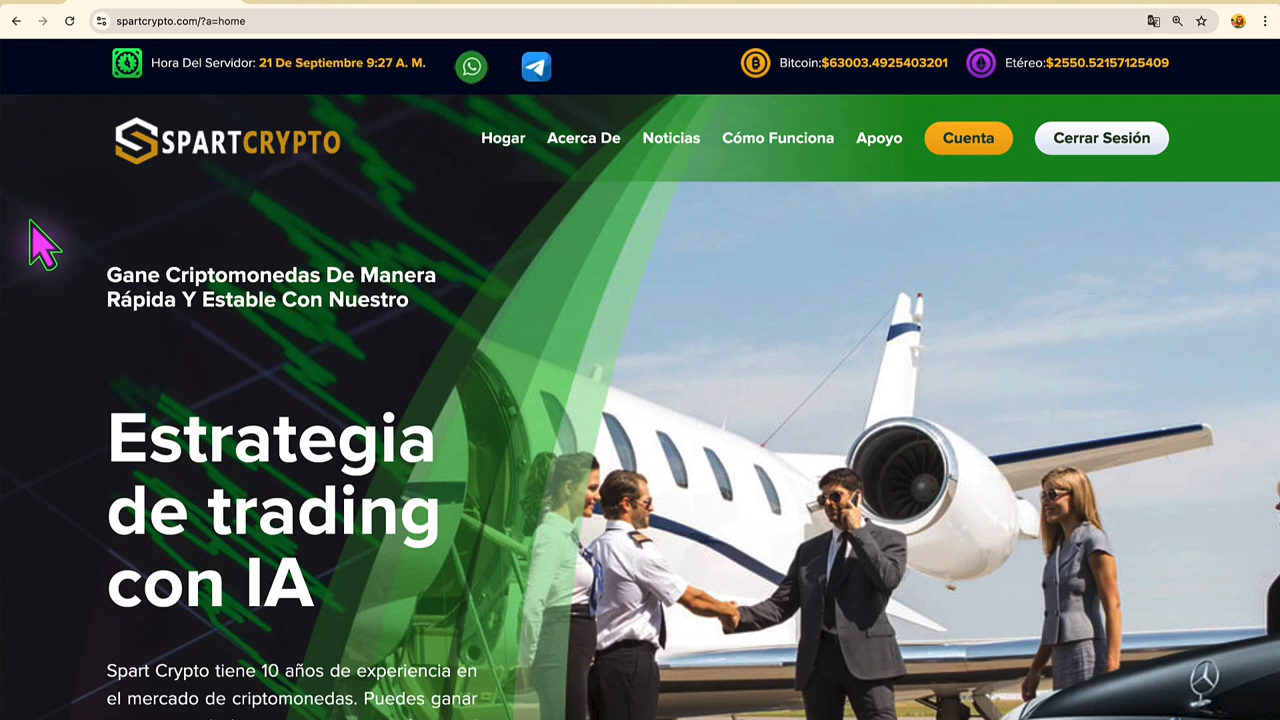 spartcrypto.com/?a=home
Hora Del Servidor: 21 De Septiembre 9:27 A. M.
Bitcoin:$63003.4925403201
Etéreo:$2550.52157125409
SPARTCRYPTO
Hogar
Acerca De
Noticias
Cómo Funciona
Apoyo
Cuenta
Cerrar Sesión
Gane Criptomonedas De Manera
Rápida Y Estable Con Nuestro
Estrategia
de trading
con IA
Spart Crypto tiene 10 años de experiencia en
el mercado de criptomonedas. Puedes ganar